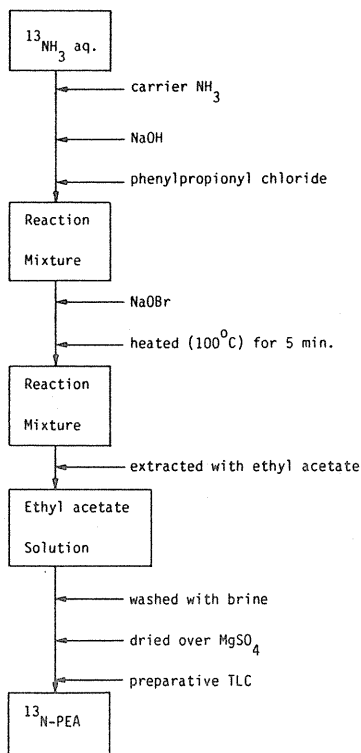 ¹³NH₃ aq.
carrier NH₃
NaOH
phenylpropionyl chloride
Reaction
Mixture
NaOBr
heated (100°C) for 5 min.
Reaction
Mixture
extracted with ethyl acetate
Ethyl acetate
Solution
washed with brine
dried over MgSO₄
preparative TLC
¹³N-PEA